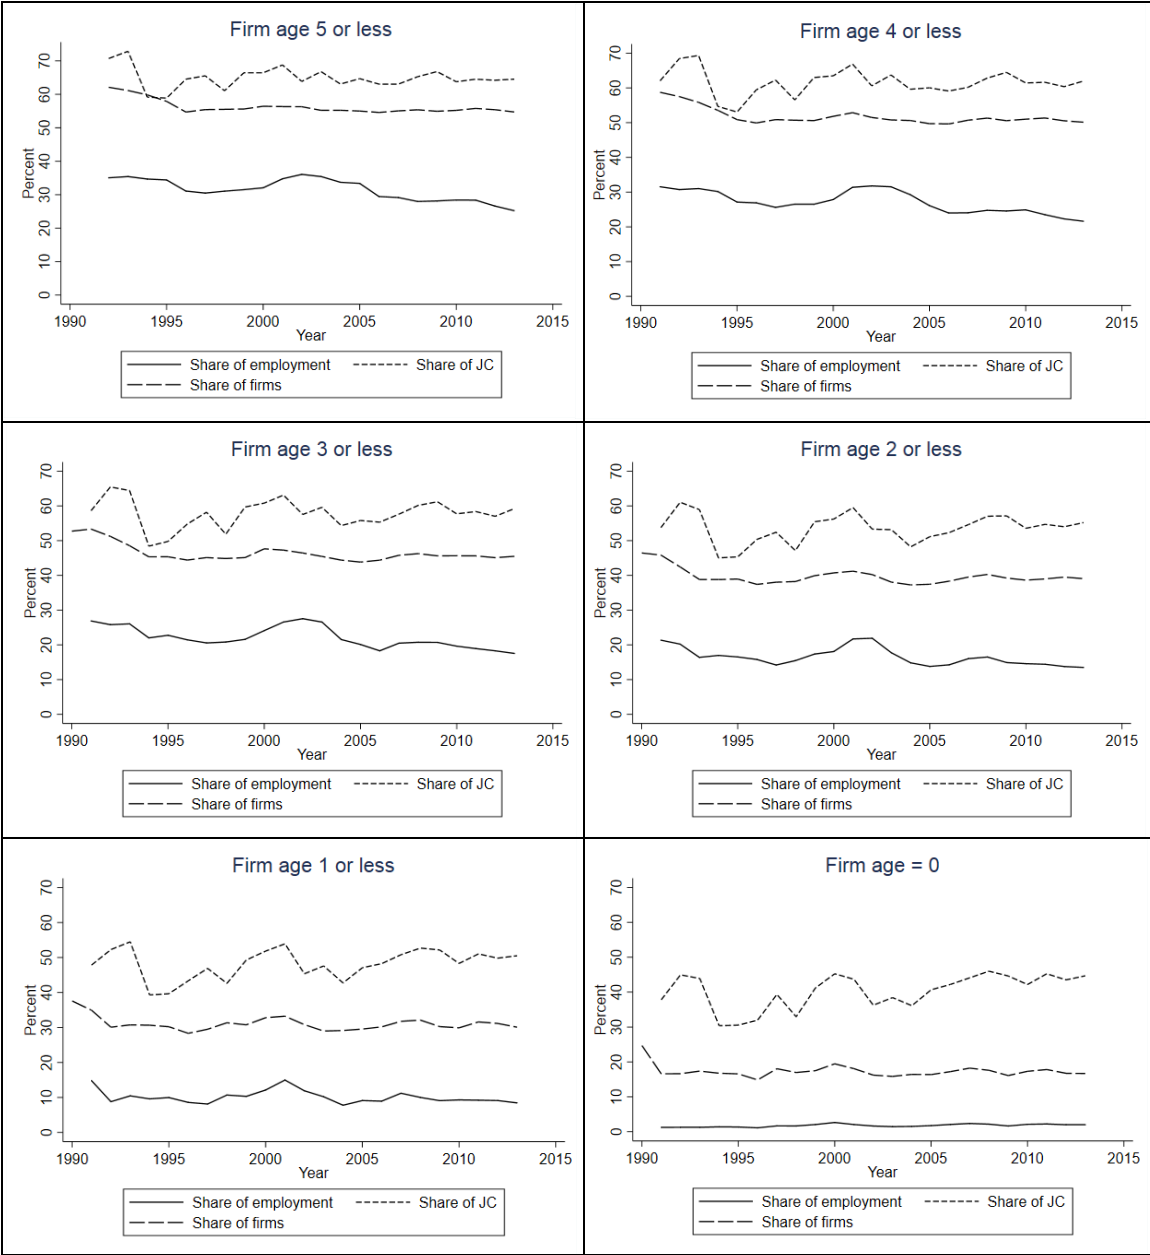 Firm age 5 or less
Percent
70
60
50
40
30
20
10
0
1990 1995 2000 2005 2010 2015
Year
Share of employment Share of JC
Share of firms
Firm age 4 or less
Percent
70
60
50
40
30
20
10
0
1990 1995 2000 2005 2010 2015
Year
Share of employment Share of JC
Share of firms
Firm age 3 or less
Percent
70
60
50
40
30
20
10
0
1990 1995 2000 2005 2010 2015
Year
Share of employment Share of JC
Share of firms
Firm age 2 or less
Percent
70
60
50
40
30
20
10
0
1990 1995 2000 2005 2010 2015
Year
Share of employment Share of JC
Share of firms
Firm age 1 or less
Percent
70
60
50
40
30
20
10
0
1990 1995 2000 2005 2010 2015
Year
Share of employment Share of JC
Share of firms
Firm age = 0
Percent
70
60
50
40
30
20
10
0
1990 1995 2000 2005 2010 2015
Year
Share of employment Share of JC
Share of firms